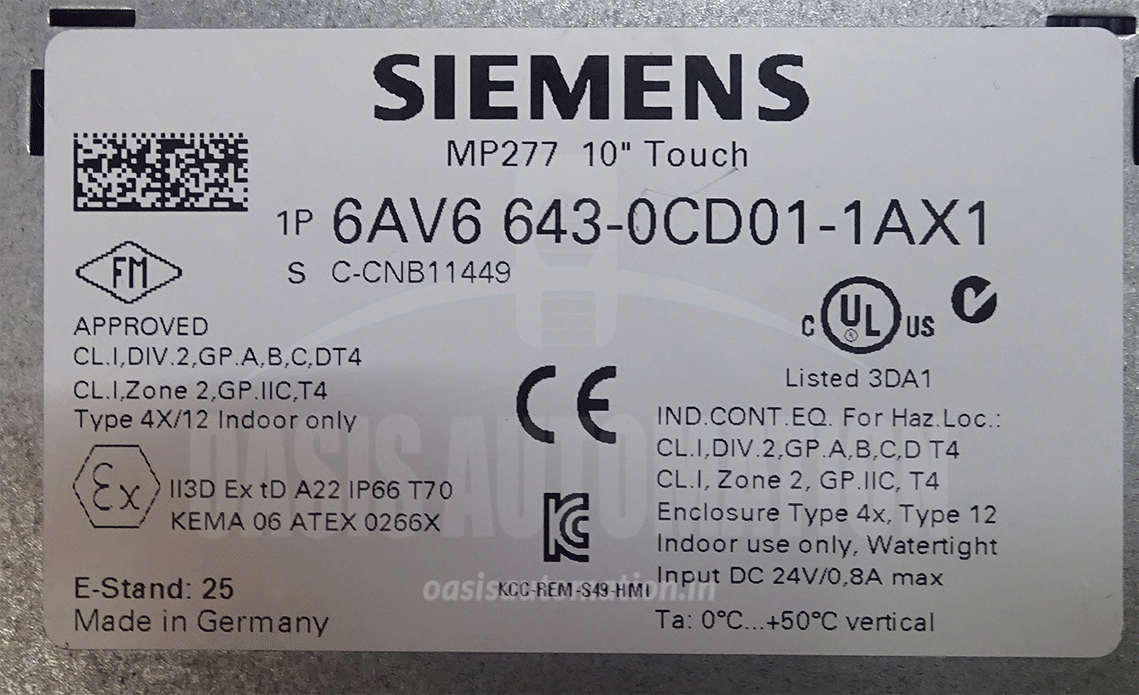 SIEMENS
MP277 10" Touch
1P 6AV6 643-0CD01-1AX1
S C-CNB11449
FM
APPROVED
CL.I,DIV.2,GP.A,B,C,DT4
CL.I,Zone 2,GP.IIC,T4
Type 4X/12 Indoor only
Ex II3D Ex tD A22 IP66 T70
KEMA 06 ATEX 0266X
E-Stand: 25
Made in Germany
CE
KC
KCC-REM-S49-HMI
C UL US
Listed 3DA1
IND.CONT.EQ. For Haz.Loc.:
CL.I,DIV.2,GP.A,B,C,D T4
CL.I, Zone 2, GP.IIC, T4
Enclosure Type 4x, Type 12
Indoor use only, Watertight
Input DC 24V/0,8A max
Ta: 0°C...+50°C vertical
OASIS AUTOMATION
oasisautomation.in